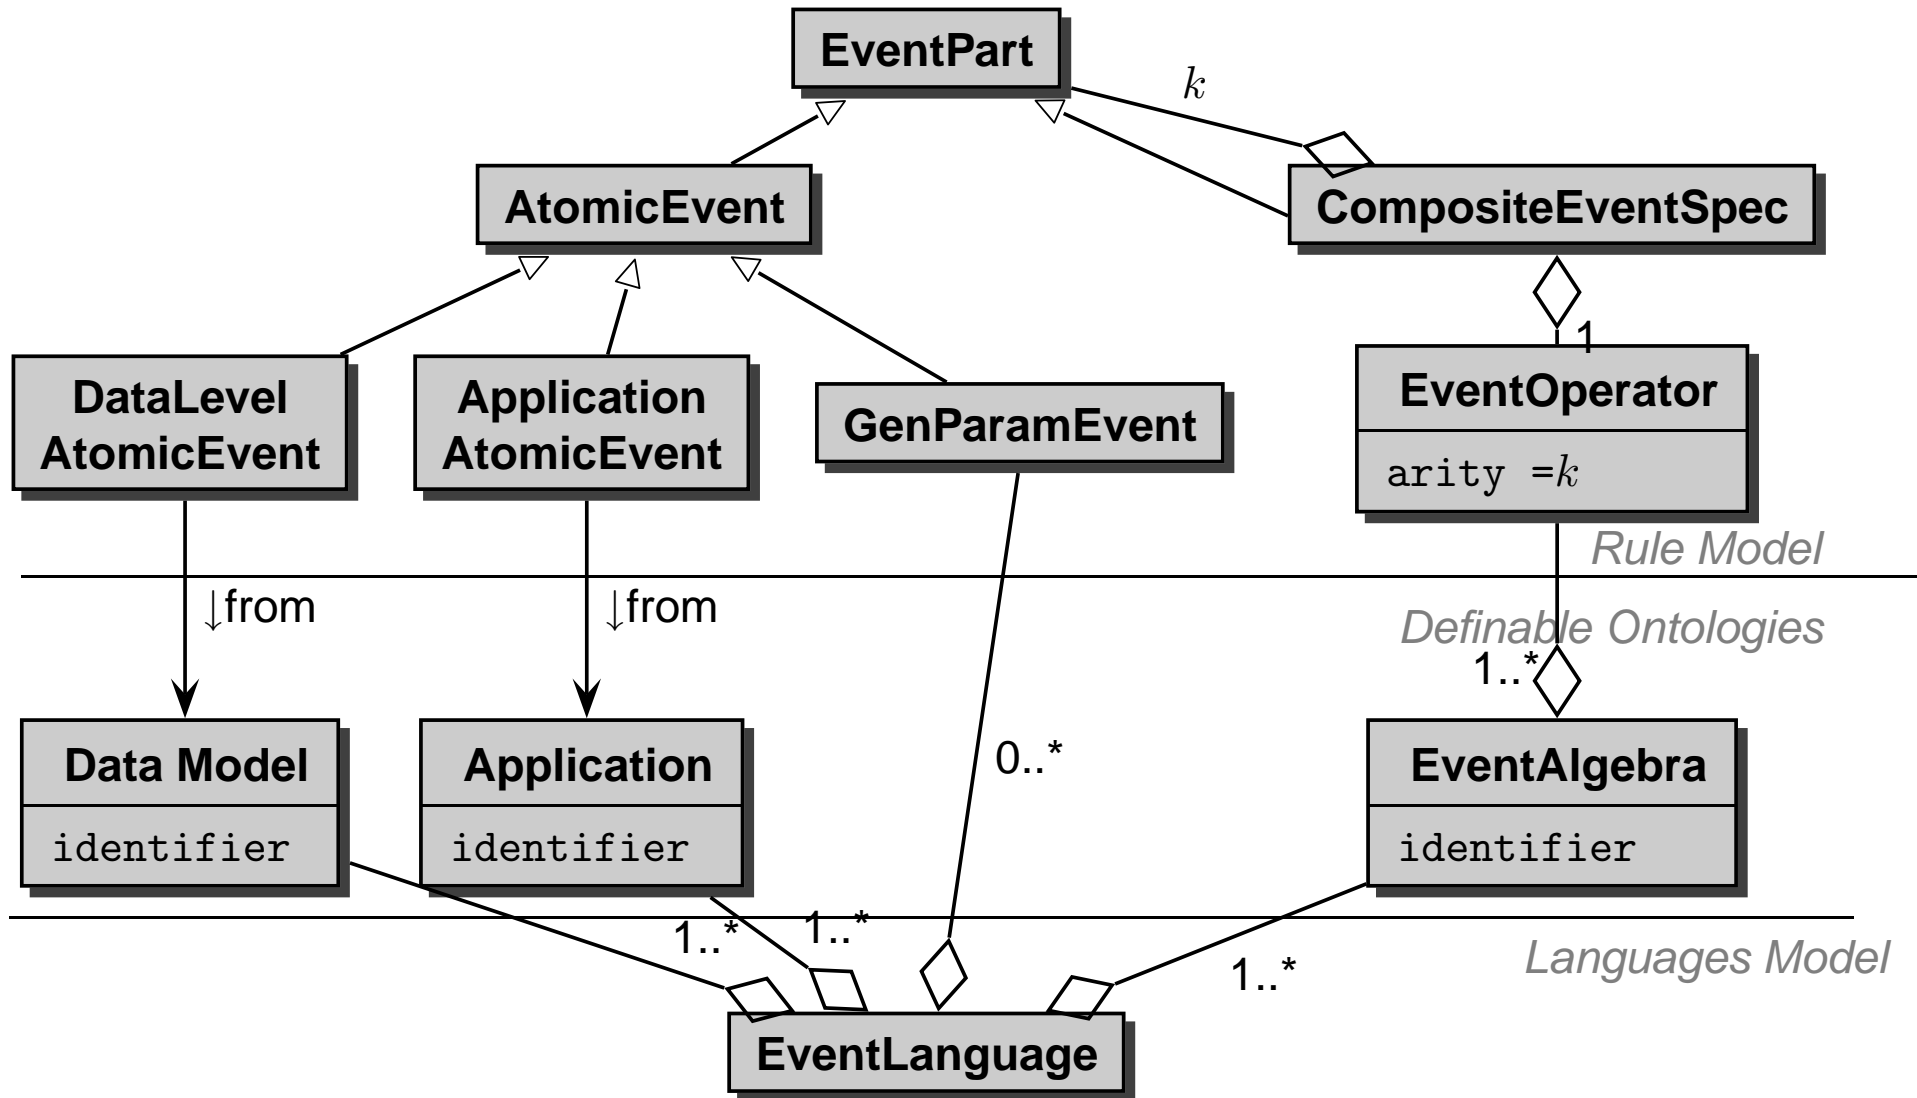 EventPart
k
AtomicEvent
CompositeEventSpec
1
DataLevel
AtomicEvent
Application
AtomicEvent
GenParamEvent
EventOperator
arity =k
Rule Model
↓from
↓from
Definable Ontologies
1..*
Data Model
identifier
Application
identifier
0..*
EventAlgebra
identifier
1..*
1..*
1..*
Languages Model
EventLanguage